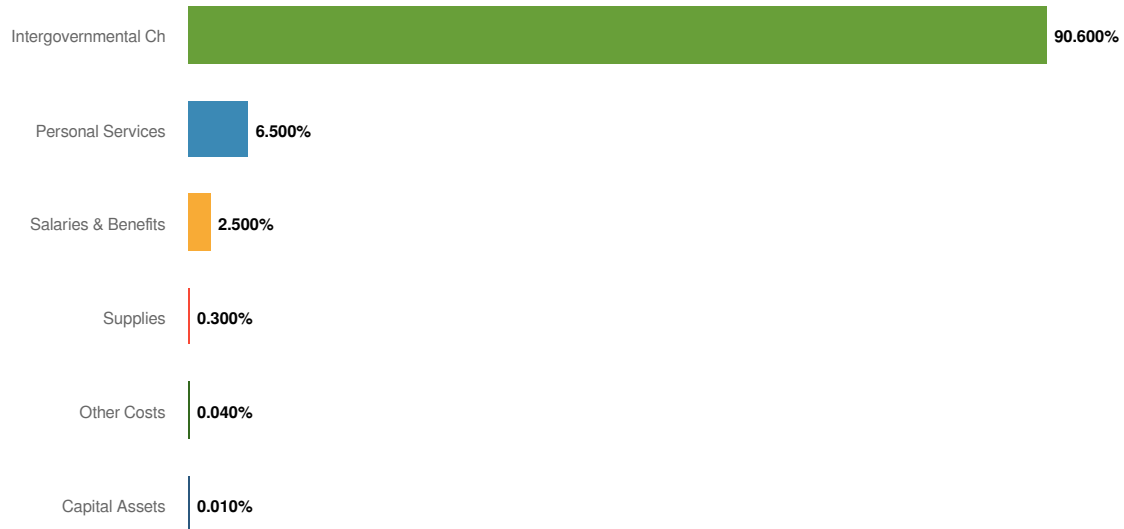 Intergovernmental Ch 90.600%
Personal Services 6.500%
Salaries & Benefits 2.500%
Supplies 0.300%
Other Costs 0.040%
Capital Assets 0.010%